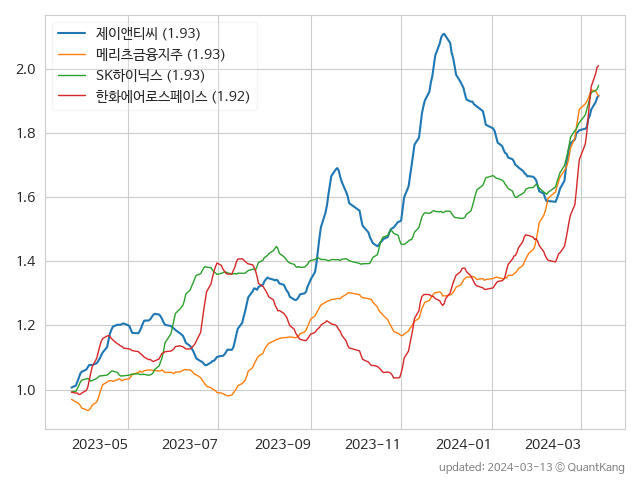 제이앤티씨 (1.93)
메리츠금융지주 (1.93)
SK하이닉스 (1.93)
한화에어로스페이스 (1.92)
2.0
1.8
1.6
1.4
1.2
1.0
2023-05 2023-07 2023-09 2023-11 2024-01 2024-03
updated: 2024-03-13 © QuantKang